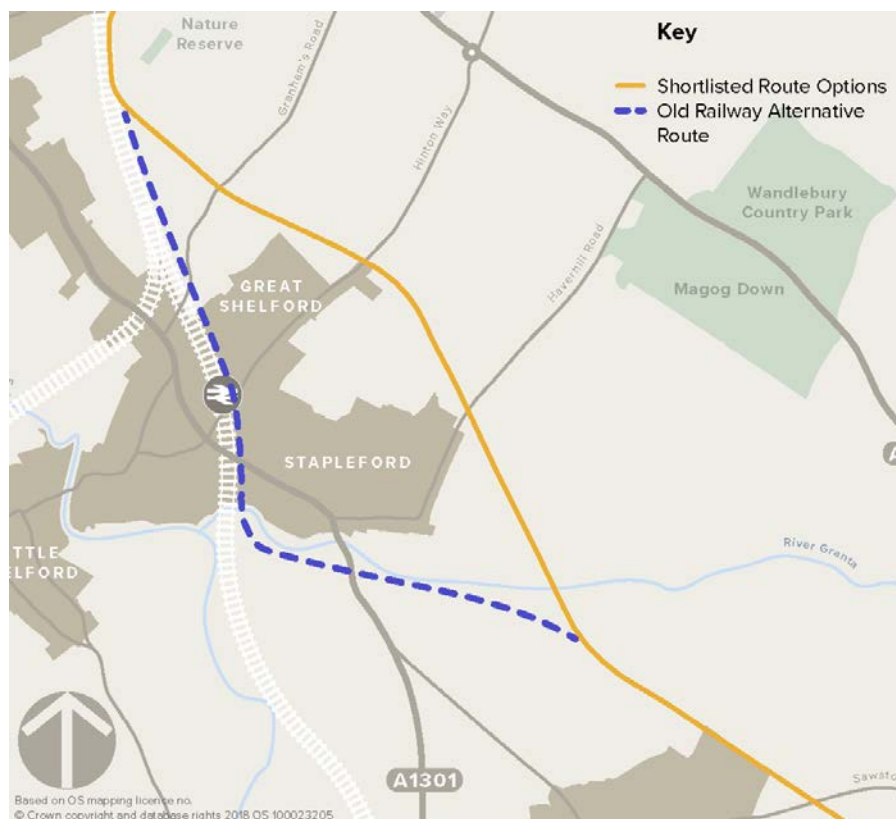 Nature
Reserve
Granham's Road
Hinton Way
Key
Shortlisted Route Options
Old Railway Alternative
Route
Wandlebury
Country Park
Magog Down
Haverhill Road
GREAT
SHELFORD
STAPLEFORD
River Granta
TTLE
ELFORD
A1301
Sawsto
A
Based on OS mapping licence no.
© Crown copyright and database rights 2018 OS 100023205